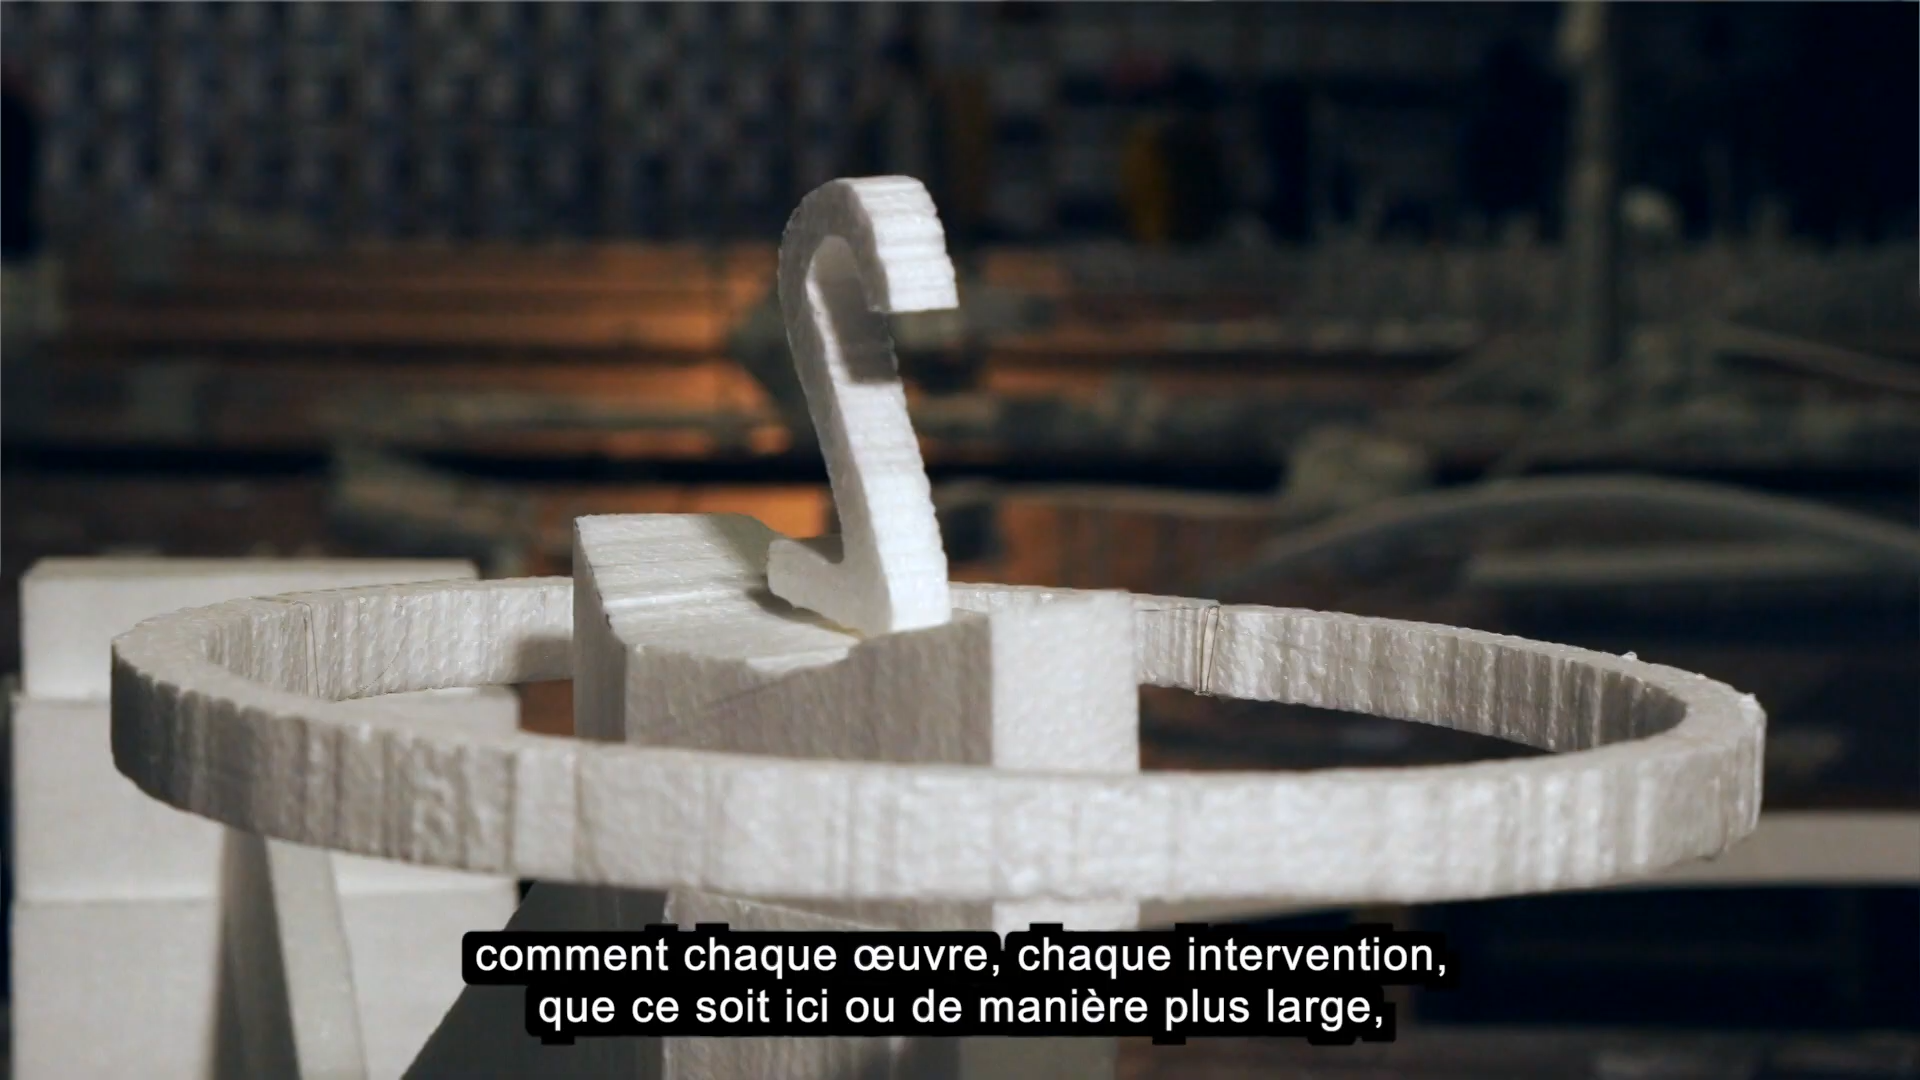 comment chaque œuvre, chaque intervention,
que ce soit ici ou de manière plus large,